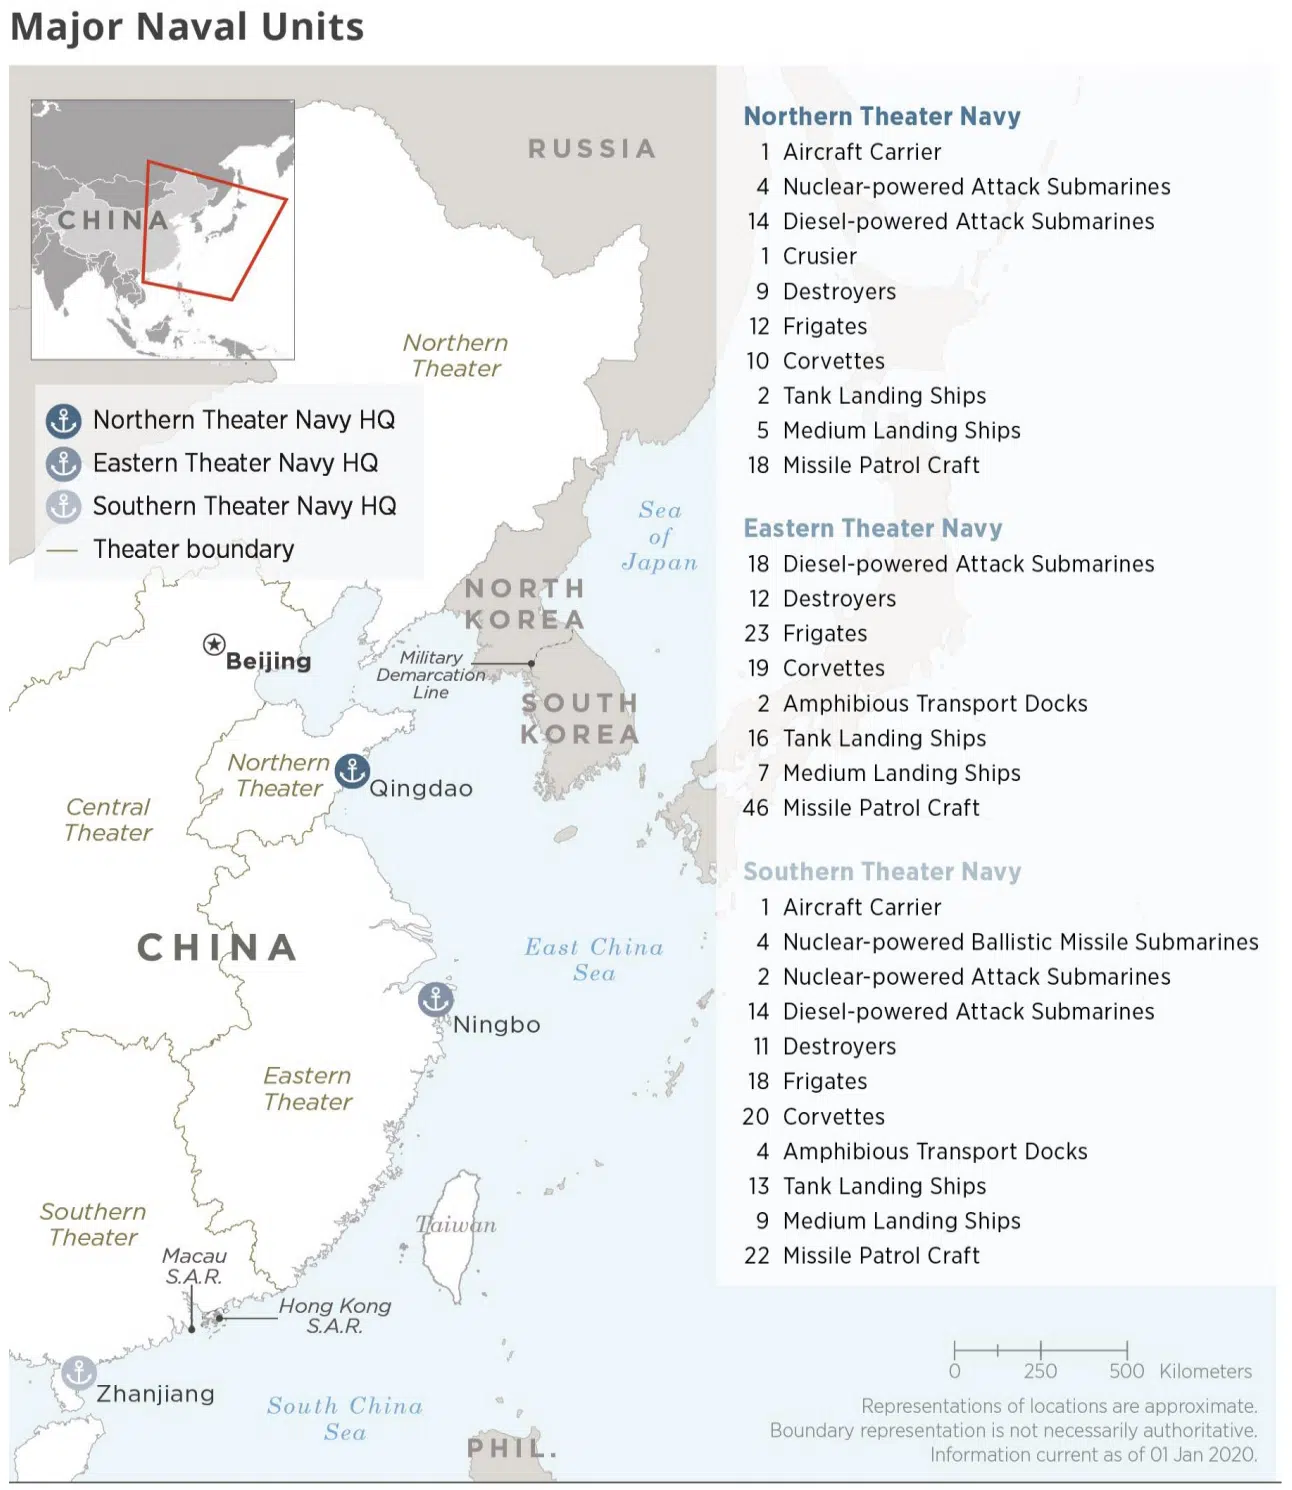 Major Naval Units
RUSSIA
CHINA
Northern
Theater
Northern Theater Navy HQ
Eastern Theater Navy HQ
Southern Theater Navy HQ
Theater boundary
Sea
of
Japan
NORTH
KOREA
Beijing
Military
Demarcation
Line
SOUTH
KOREA
Northern
Theater
Qingdao
Central
Theater
CHINA
East China
Sea
Ningbo
Eastern
Theater
Southern
Theater
Taiwan
Macau
S.A.R.
Hong Kong
S.A.R.
Zhanjiang
South China
Sea
PHIL.
Northern Theater Navy
1 Aircraft Carrier
4 Nuclear-powered Attack Submarines
14 Diesel-powered Attack Submarines
1 Crusier
9 Destroyers
12 Frigates
10 Corvettes
2 Tank Landing Ships
5 Medium Landing Ships
18 Missile Patrol Craft
Eastern Theater Navy
18 Diesel-powered Attack Submarines
12 Destroyers
23 Frigates
19 Corvettes
2 Amphibious Transport Docks
16 Tank Landing Ships
7 Medium Landing Ships
46 Missile Patrol Craft
Southern Theater Navy
1 Aircraft Carrier
4 Nuclear-powered Ballistic Missile Submarines
2 Nuclear-powered Attack Submarines
14 Diesel-powered Attack Submarines
11 Destroyers
18 Frigates
20 Corvettes
4 Amphibious Transport Docks
13 Tank Landing Ships
9 Medium Landing Ships
22 Missile Patrol Craft
0 250 500 Kilometers
Representations of locations are approximate.
Boundary representation is not necessarily authoritative.
Information current as of 01 Jan 2020.